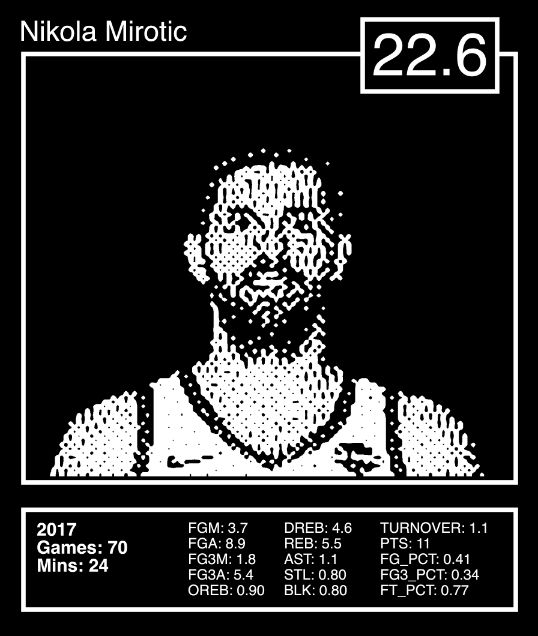 Nikola Mirotic
22.6
2017
Games: 70
Mins: 24
FGM: 3.7
FGA: 8.9
FG3M: 1.8
FG3A: 5.4
OREB: 0.90
DREB: 4.6
REB: 5.5
AST: 1.1
STL: 0.80
BLK: 0.80
TURNOVER: 1.1
PTS: 11
FG_PCT: 0.41
FG3_PCT: 0.34
FT_PCT: 0.77